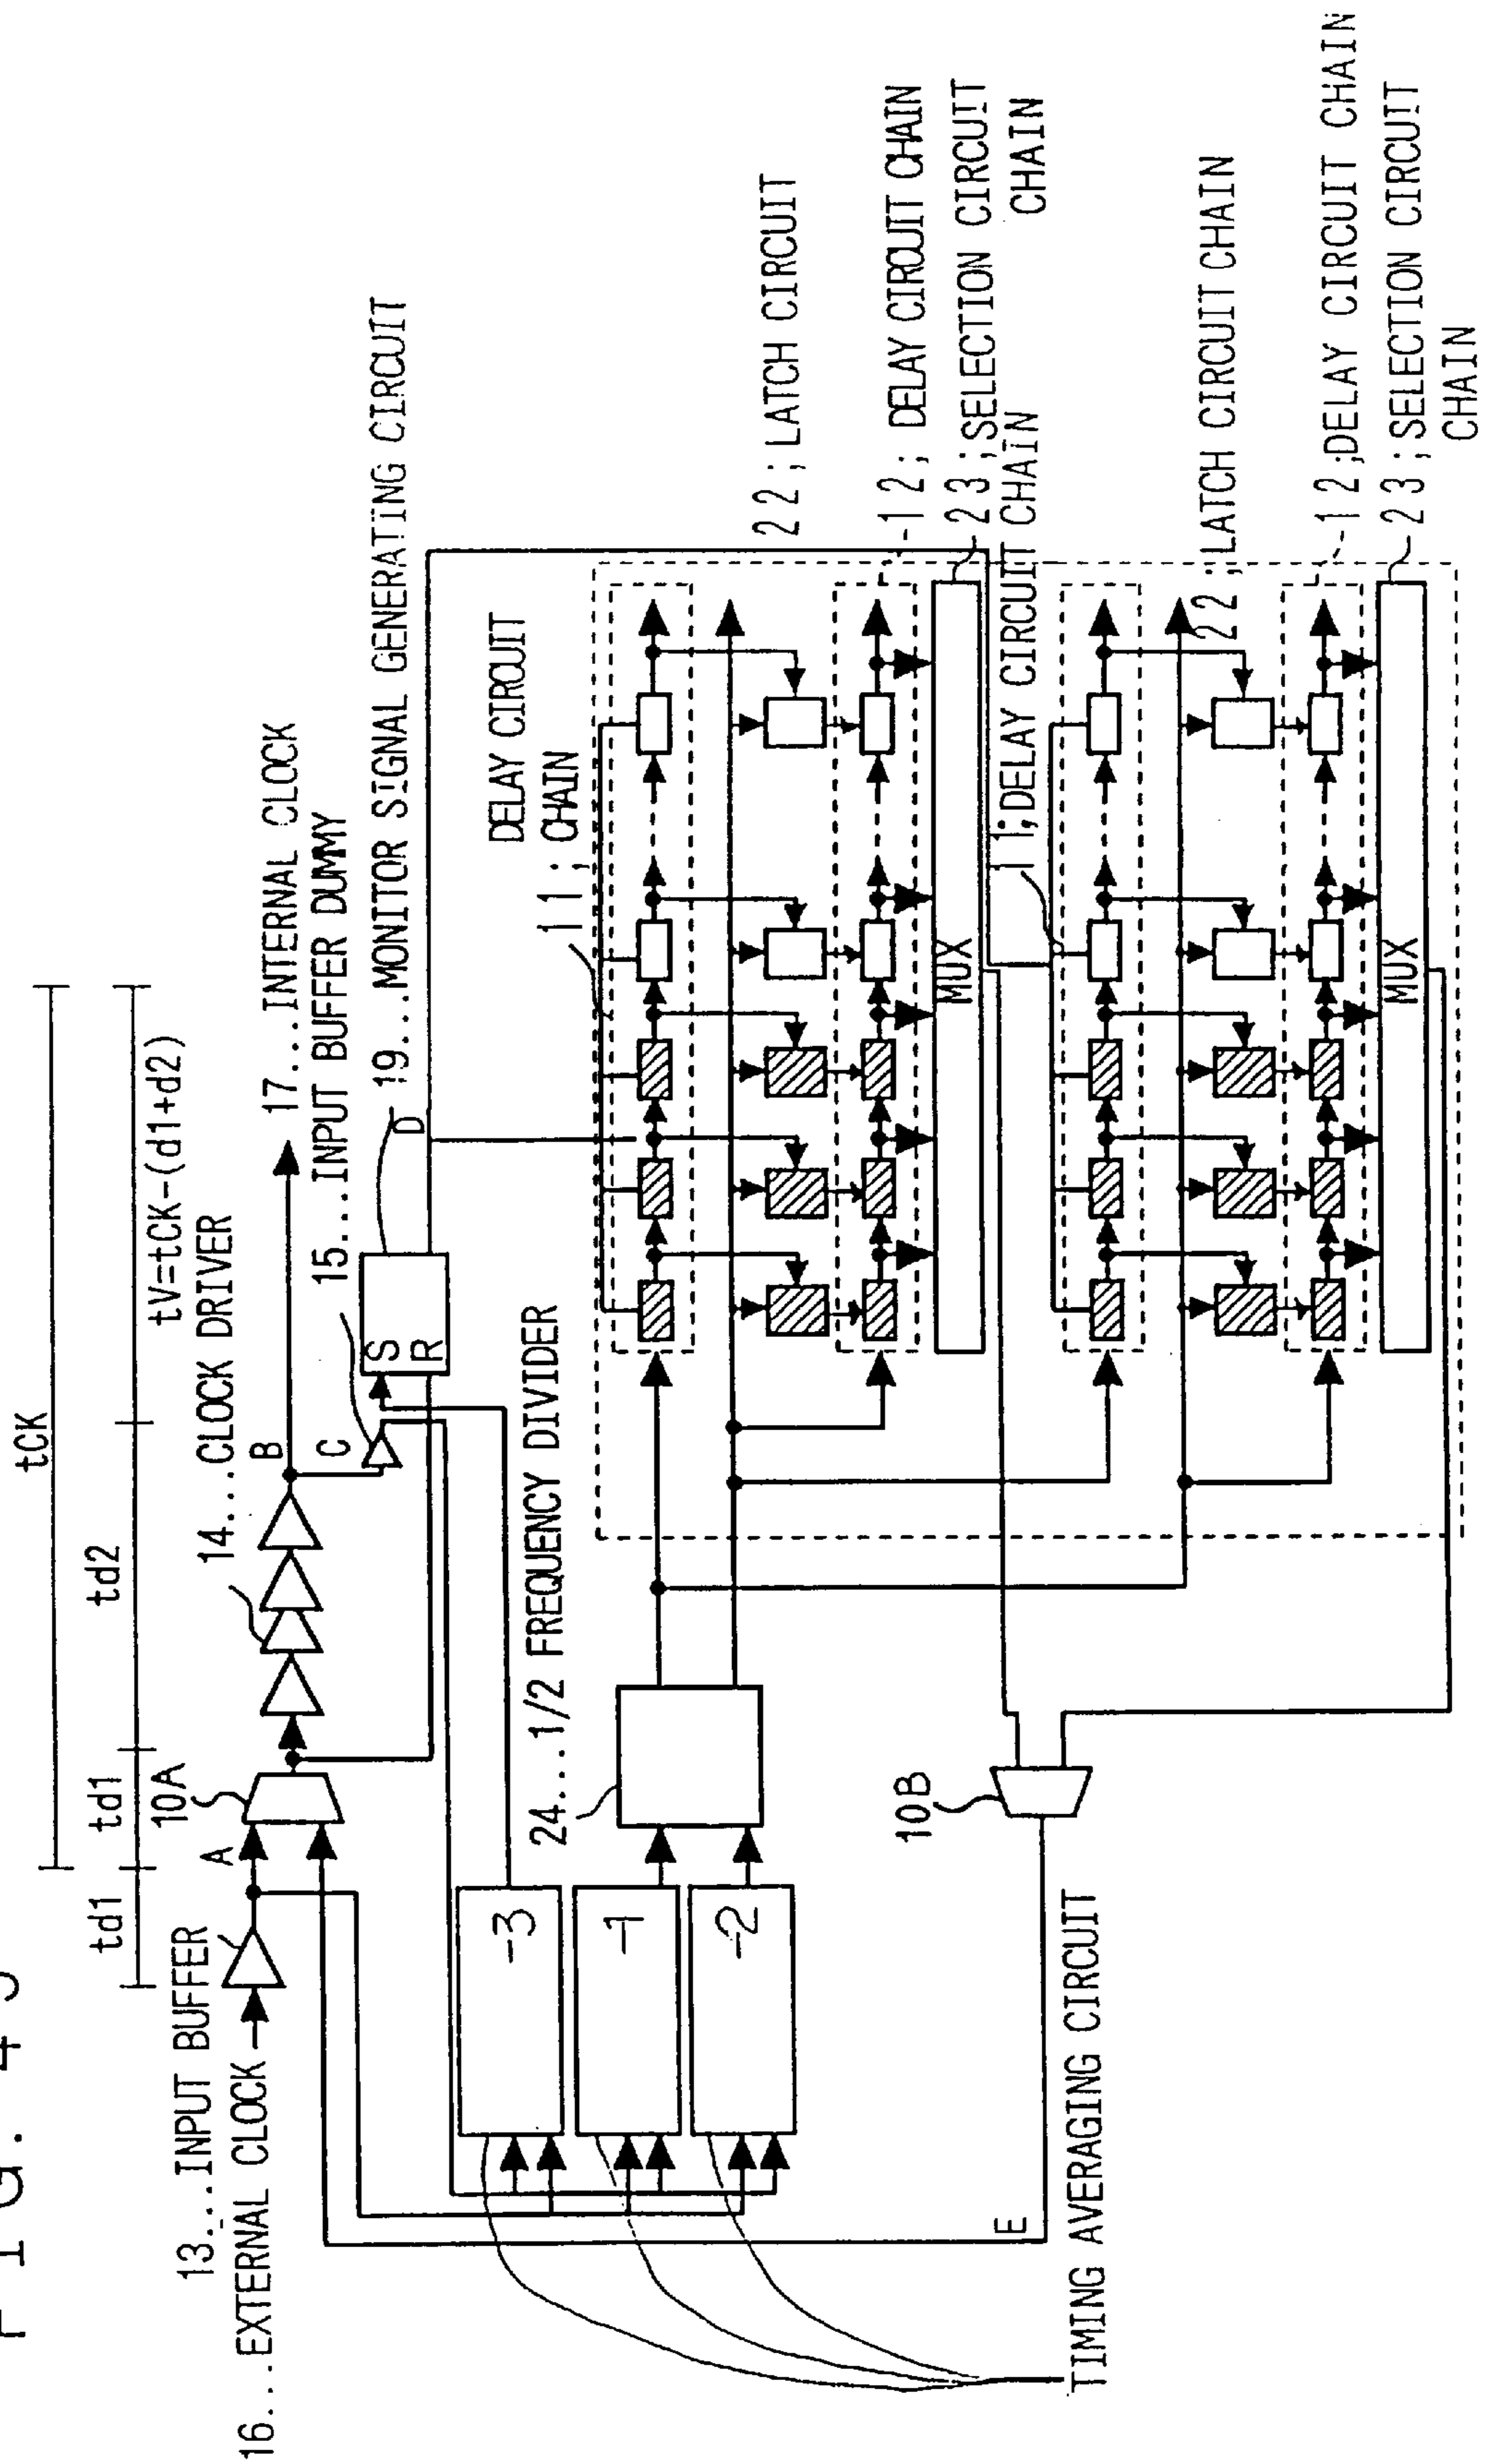 FIG. 4
tCK
td1
td1
td2
tV=tCK-(d1+d2)
13...INPUT BUFFER
16...EXTERNAL CLOCK
A
10A
14...CLOCK DRIVER
B
C
17...INTERNAL CLOCK
15...INPUT BUFFER DUMMY
19...MONITOR SIGNAL GENERATING CIRCUIT
S
R
D
-3
-1
-2
24...1/2 FREQUENCY DIVIDER
DELAY CIRCUIT
11; CHAIN
22; LATCH CIRCUIT
12; DELAY CIRCUIT CHAIN
23;SELECTION CIRCUIT
CHAIN
MUX
11;DELAY CIRCUIT CHAIN
22;LATCH CIRCUIT CHAIN
12;DELAY CIRCUIT CHAIN
23;SELECTION CIRCUIT
CHAIN
MUX
10B
E
TIMING AVERAGING CIRCUIT